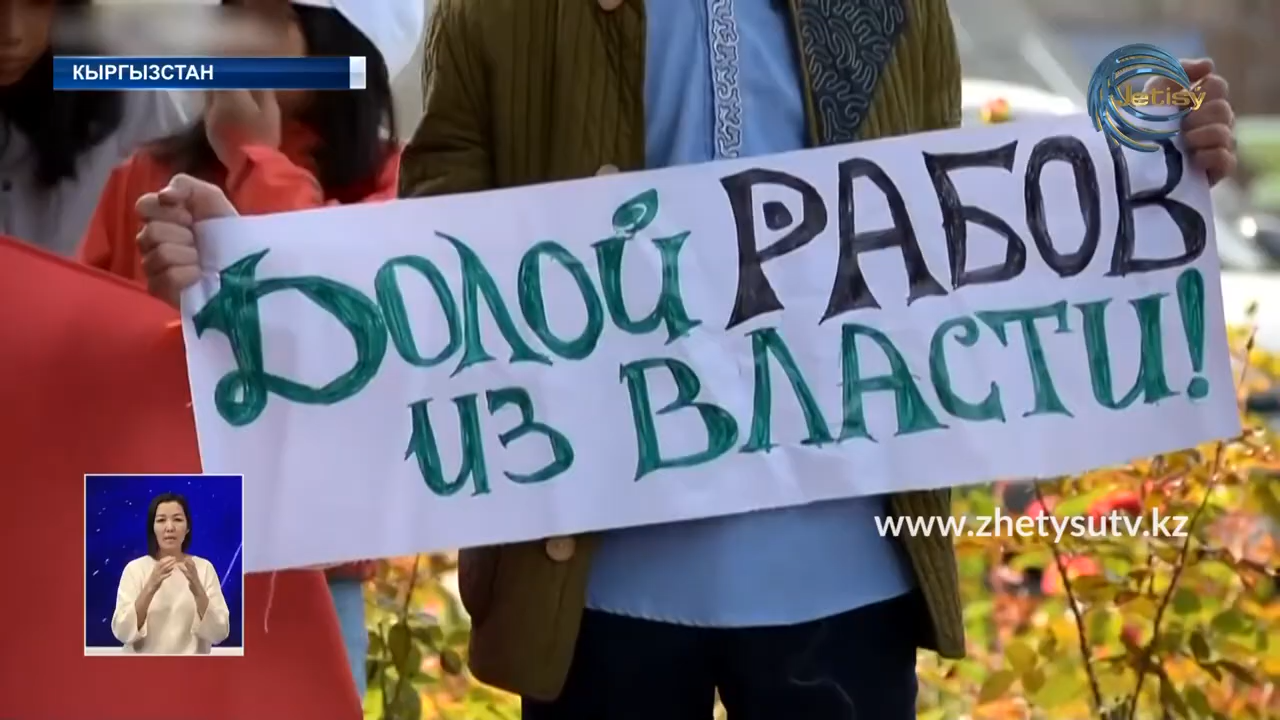 КЫРГЫЗСТАН
Jetisý
ДОЛОЙ РАБОВ
ИЗ ВЛАСТИ!
www.zhetysutv.kz